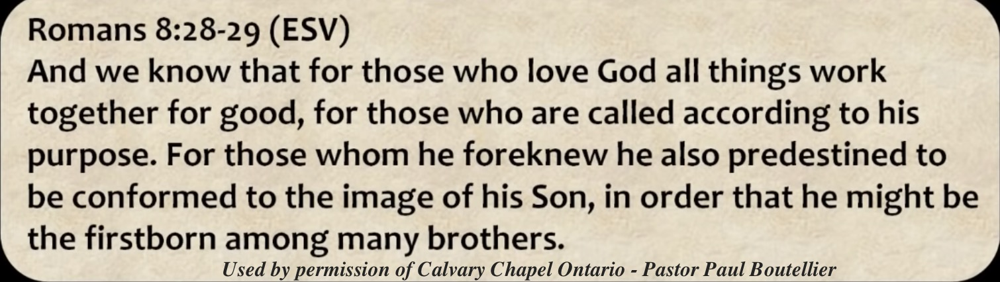 Romans 8:28-29 (ESV)
And we know that for those who love God all things work
together for good, for those who are called according to his
purpose. For those whom he foreknew he also predestined to
be conformed to the image of his Son, in order that he might be
the firstborn among many brothers.
Used by permission of Calvary Chapel Ontario - Pastor Paul Boutellier